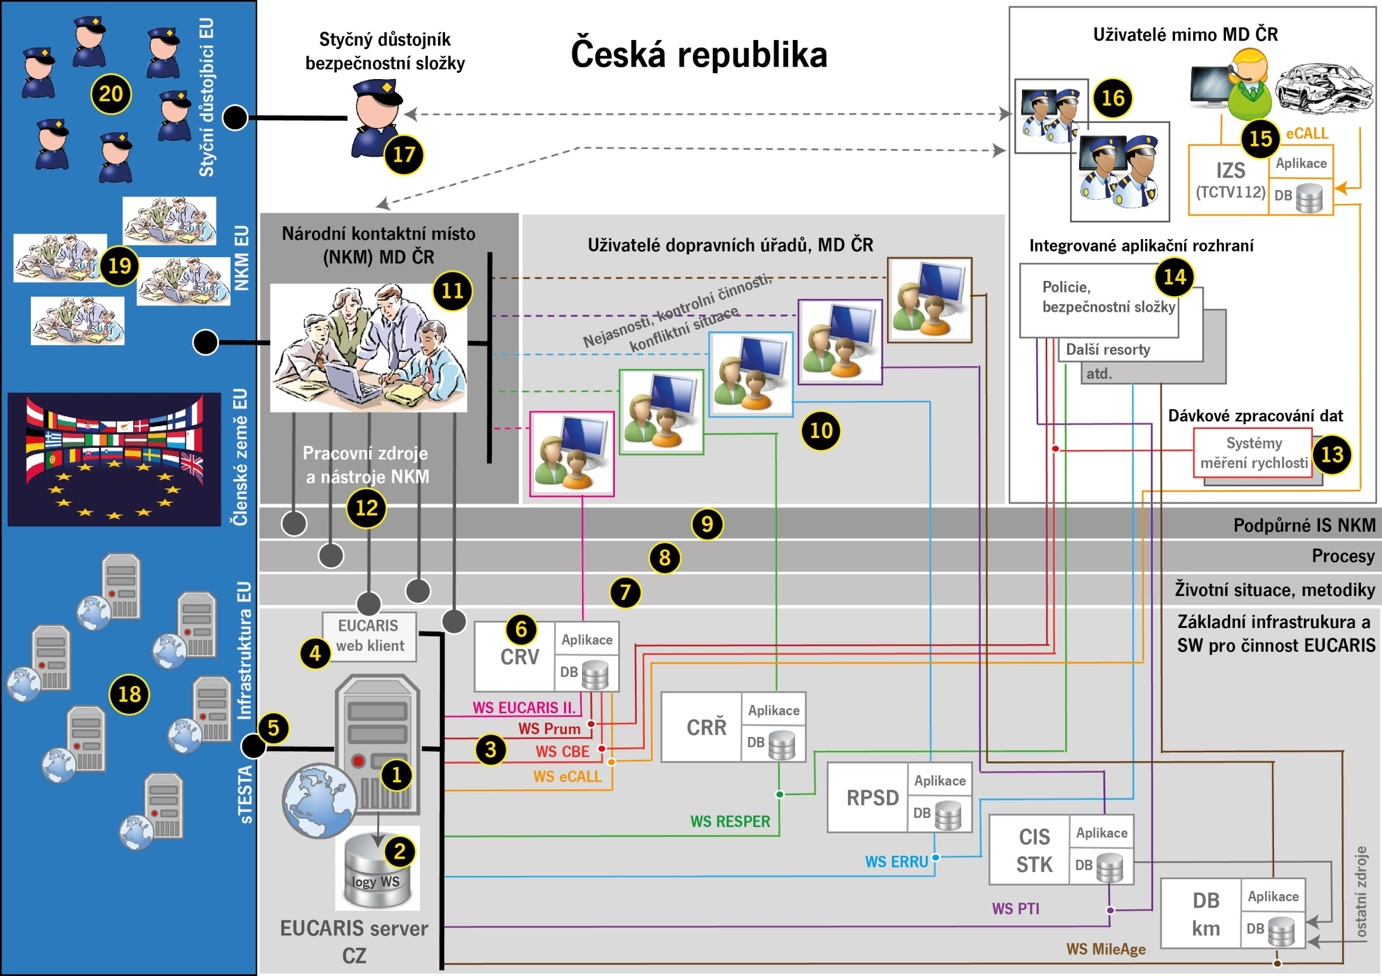 Styční důstojbíci EU
20
NKM EU
19
Členské země EU
Infrastruktura EU
18
sTESTA
5
Styčný důstojník
bezpečnostní složky
17
Česká republika
Uživatelé mimo MD ČR
16
15
eCALL
IZS
(TCTV112)
Aplikace
DB
Národní kontaktní místo
(NKM) MD ČR
11
Uživatelé dopravních úřadů, MD ČR
Nejasnosti, kontrolní činnosti,
konfliktní situace
10
Integrované aplikační rozhraní
14
Policie,
bezpečnostní složky
Další resorty
atd.
Dávkové zpracování dat
Systémy
měření rychlosti
13
Pracovní zdroje
a nástroje NKM
12
9
Podpůrné IS NKM
8
Procesy
7
Životní situace, metodiky
Základní infrastrukura a
SW pro činnost EUCARIS
EUCARIS
web klient
4
6
CRV
Aplikace
DB
WS EUCARIS II.
WS Prum
3
WS CBE
WS eCALL
1
2
logy WS
EUCARIS server
CZ
CRŘ
Aplikace
DB
WS RESPER
RPSD
Aplikace
DB
WS ERRU
CIS
STK
Aplikace
DB
WS PTI
DB
km
Aplikace
DB
WS MileAge
ostatní zdroje